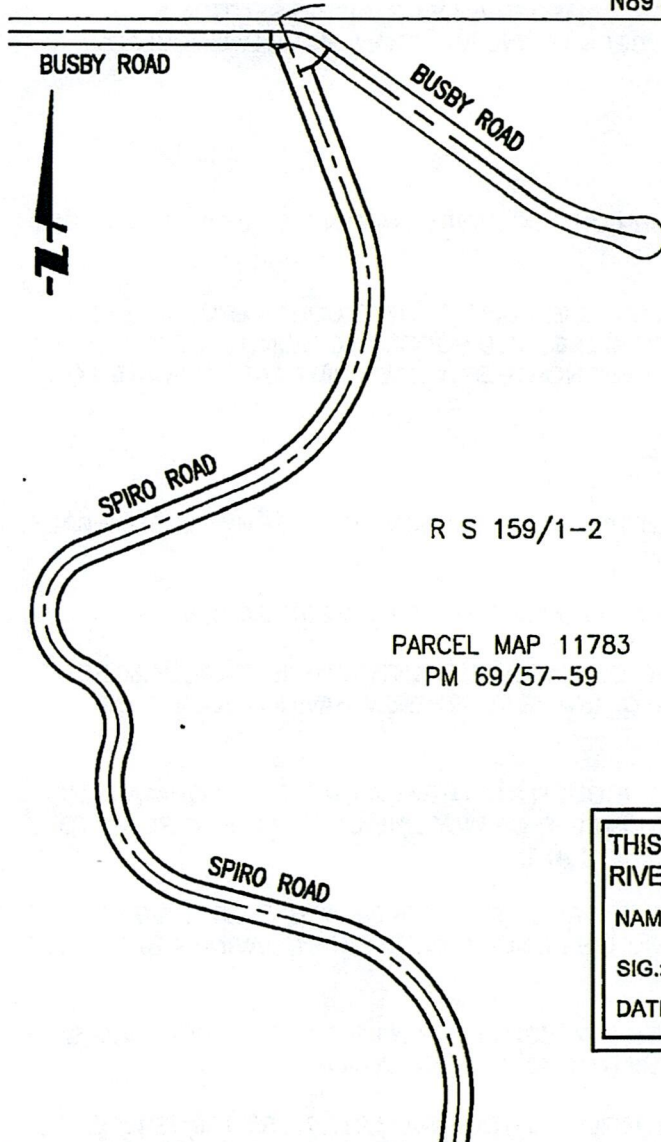 N89
BUSBY ROAD
BUSBY ROAD
N
SPIRO ROAD
R S 159/1-2
PARCEL MAP 11783
PM 69/57-59
THIS
RIVE
NAM
SIG.:
DATE
SPIRO ROAD